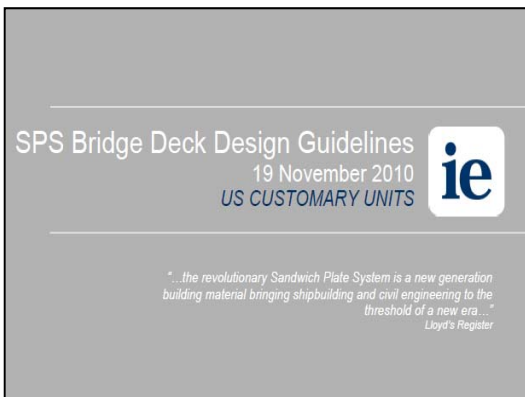 SPS Bridge Deck Design Guidelines
19 November 2010
US CUSTOMARY UNITS
ie
"...the revolutionary Sandwich Plate System is a new generation
building material bringing shipbuilding and civil engineering to the
threshold of a new era..."
Lloyd's Register